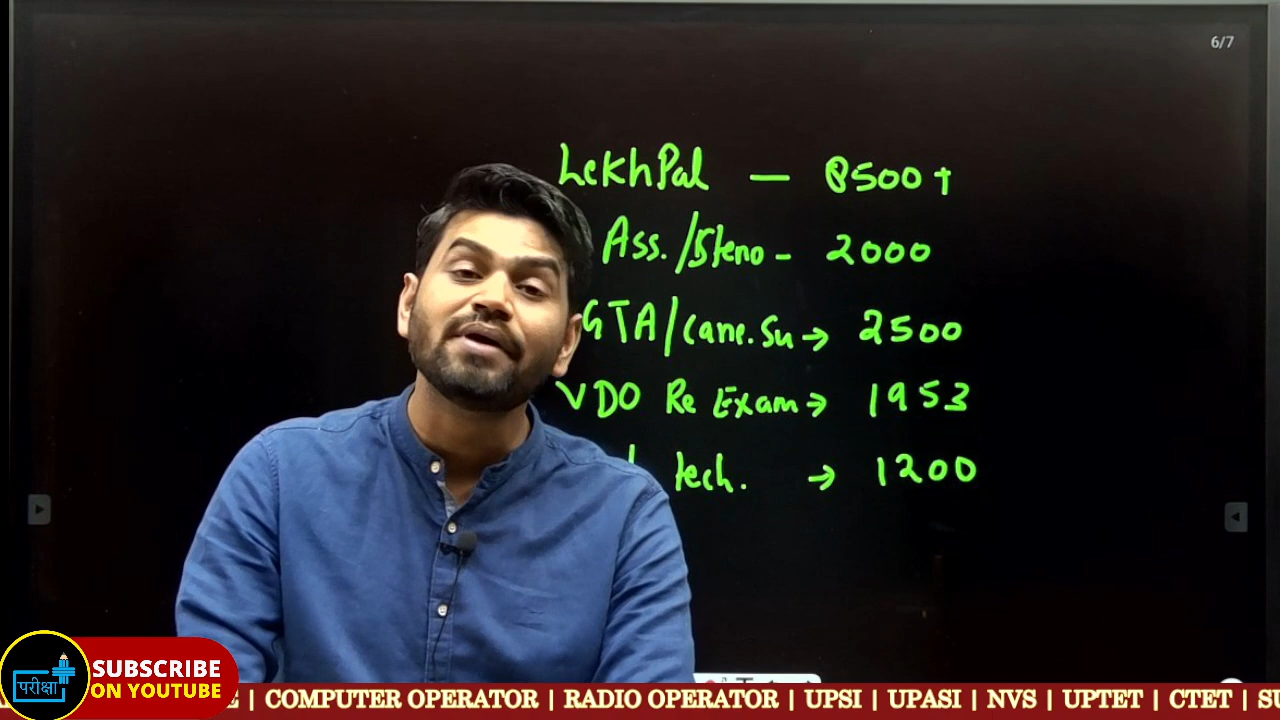 6/7
LekhPal — 8500+
Ass./Steno - 2000
GTA/Cane.Su → 2500
VDO Re Exam → 1953
tech. → 1200
परीक्षा
SUBSCRIBE
ON YOUTUBE
| COMPUTER OPERATOR | RADIO OPERATOR | UPSI | UPASI | NVS | UPTET | CTET |